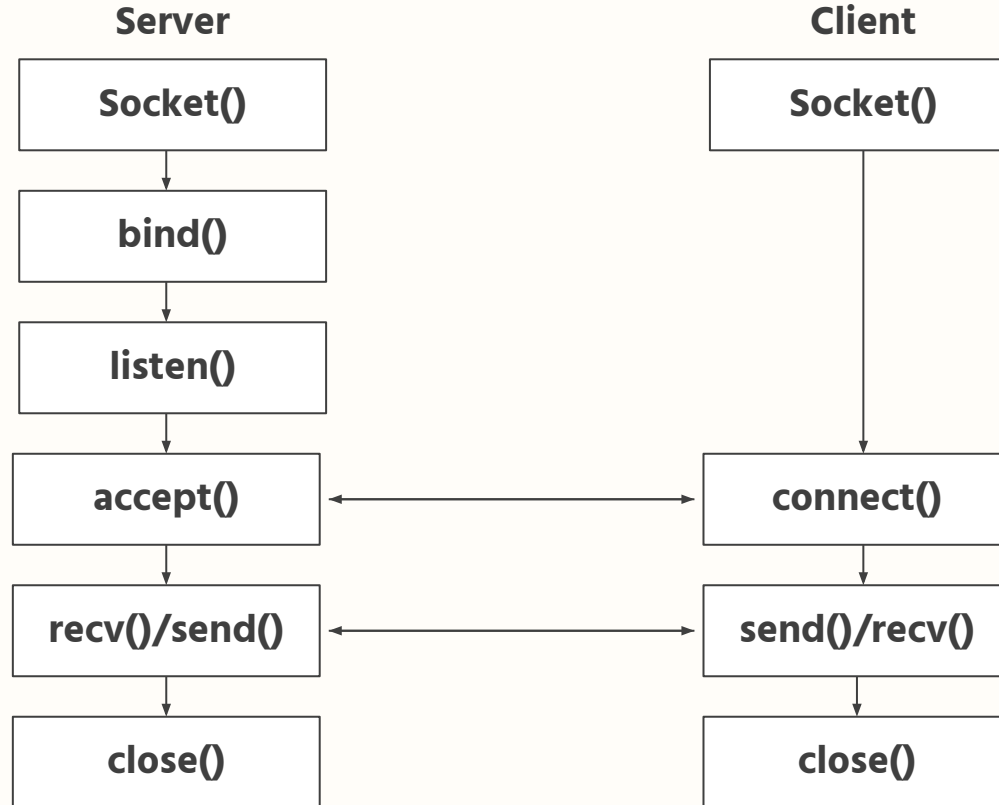 Server
Client
Socket()
Socket()
bind()
listen()
accept()
connect()
recv()/send()
send()/recv()
close()
close()